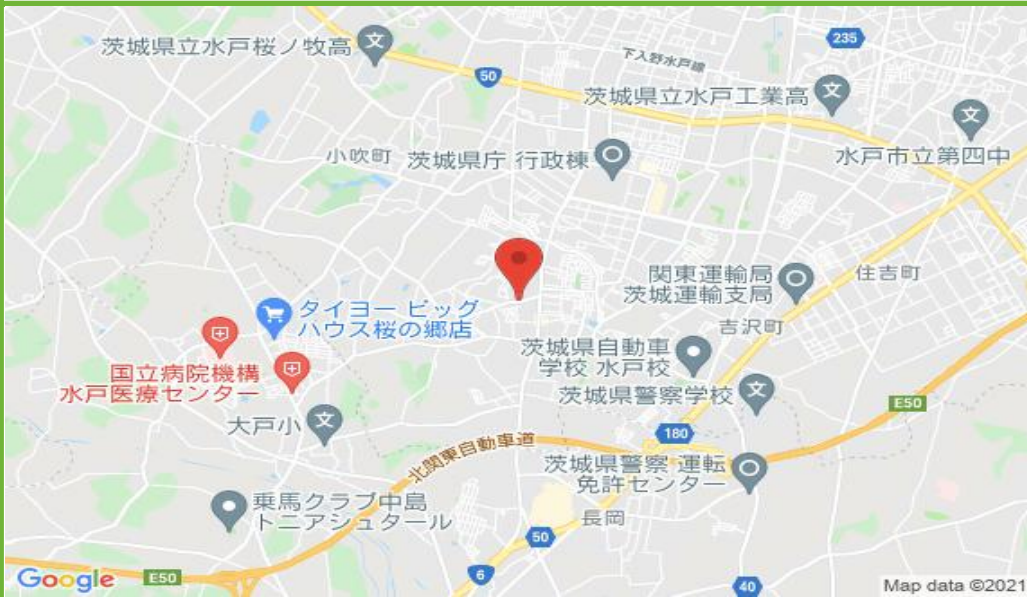 茨城県立水戸桜ノ牧高
235
50
下入野水戸線
茨城県立水戸工業高
小吹町
茨城県庁 行政棟
水戸市立第四中
関東運輸局
茨城運輸支局
住吉町
吉沢町
タイヨー ビッグ
ハウス桜の郷店
国立病院機構
水戸医療センター
茨城県自動車
学校 水戸校
茨城県警察学校
大戸小
E50
180
北関東自動車道
茨城県警察 運転
免許センター
乗馬クラブ中島
トニアシュタール
長岡
50
6
40
E50
Google
Map data ©2021